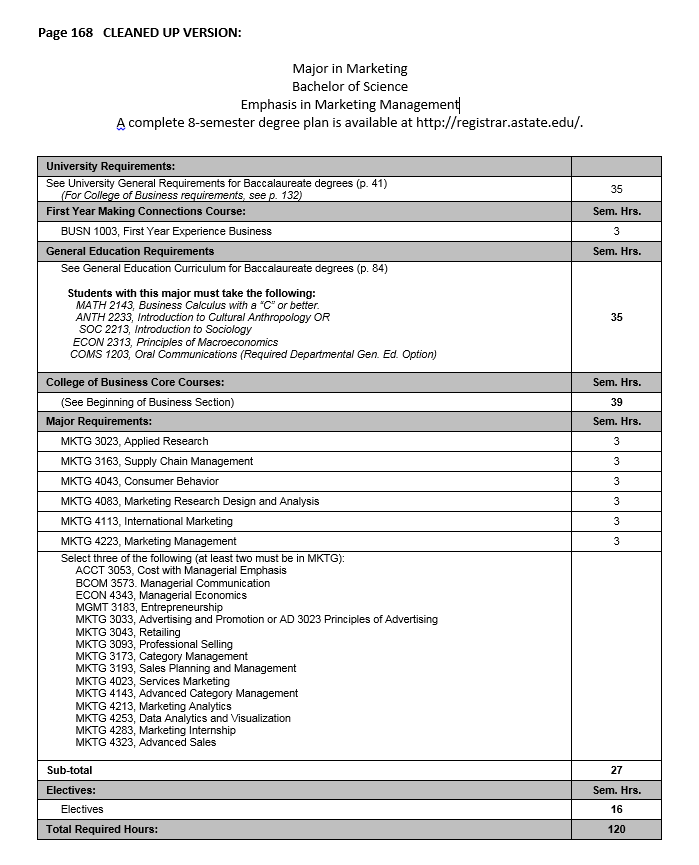 Page 168 CLEANED UP VERSION:
Major in Marketing
Bachelor of Science
Emphasis in Marketing Management
A complete 8-semester degree plan is available at http://registrar.astate.edu/.
University Requirements:
See University General Requirements for Baccalaureate degrees (p. 41)
(For College of Business requirements, see p. 132)
35
First Year Making Connections Course: Sem. Hrs.
BUSN 1003, First Year Experience Business 3
General Education Requirements Sem. Hrs.
See General Education Curriculum for Baccalaureate degrees (p. 84)
Students with this major must take the following:
MATH 2143, Business Calculus with a “C” or better.
ANTH 2233, Introduction to Cultural Anthropology OR
SOC 2213, Introduction to Sociology
ECON 2313, Principles of Macroeconomics
COMS 1203, Oral Communications (Required Departmental Gen. Ed. Option)
35
College of Business Core Courses: Sem. Hrs.
(See Beginning of Business Section) 39
Major Requirements: Sem. Hrs.
MKTG 3023, Applied Research 3
MKTG 3163, Supply Chain Management 3
MKTG 4043, Consumer Behavior 3
MKTG 4083, Marketing Research Design and Analysis 3
MKTG 4113, International Marketing 3
MKTG 4223, Marketing Management 3
Select three of the following (at least two must be in MKTG):
ACCT 3053, Cost with Managerial Emphasis
BCOM 3573. Managerial Communication
ECON 4343, Managerial Economics
MGMT 3183, Entrepreneurship
MKTG 3033, Advertising and Promotion or AD 3023 Principles of Advertising
MKTG 3043, Retailing
MKTG 3093, Professional Selling
MKTG 3173, Category Management
MKTG 3193, Sales Planning and Management
MKTG 4023, Services Marketing
MKTG 4143, Advanced Category Management
MKTG 4213, Marketing Analytics
MKTG 4253, Data Analytics and Visualization
MKTG 4283, Marketing Internship
MKTG 4323, Advanced Sales
Sub-total 27
Electives: Sem. Hrs.
Electives 16
Total Required Hours: 120